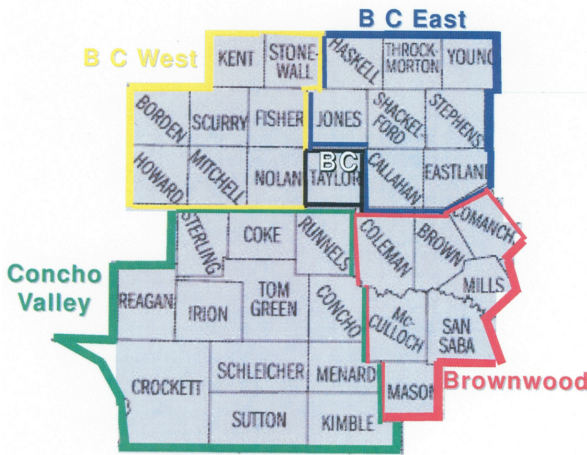 B C East
B C West
KENT
STONE-
WALL
HASKELL
THROCK-
MORTON
YOUNG
BORDEN
SCURRY
FISHER
JONES
SHACKEL-
FORD
STEPHENS
HOWARD
MITCHELL
NOLAN
BC
TAYLOR
CALLAHAN
EASTLAND
STERLING
COKE
RUNNELS
COLEMAN
BROWN
COMANCHE
MILLS
Concho
Valley
REAGAN
IRION
TOM
GREEN
CONCHO
Mc-
CULLOCH
SAN
SABA
CROCKETT
SCHLEICHER
MENARD
MASON
Brownwood
SUTTON
KIMBLE